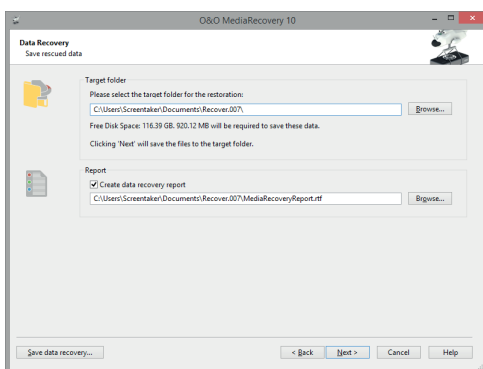 O&O MediaRecovery 10
Data Recovery
Save rescued data
Target folder
Please select the target folder for the restoration:
C:\Users\Screentaker\Documents\Recover.007\
Browse...
Free Disk Space: 116.39 GB. 920.12 MB will be required to save these data.
Clicking 'Next' will save the files to the target folder.
Report
Create data recovery report
C:\Users\Screentaker\Documents\Recover.007\MediaRecoveryReport.rtf
Browse...
Save data recovery...
< Back
Next >
Cancel
Help